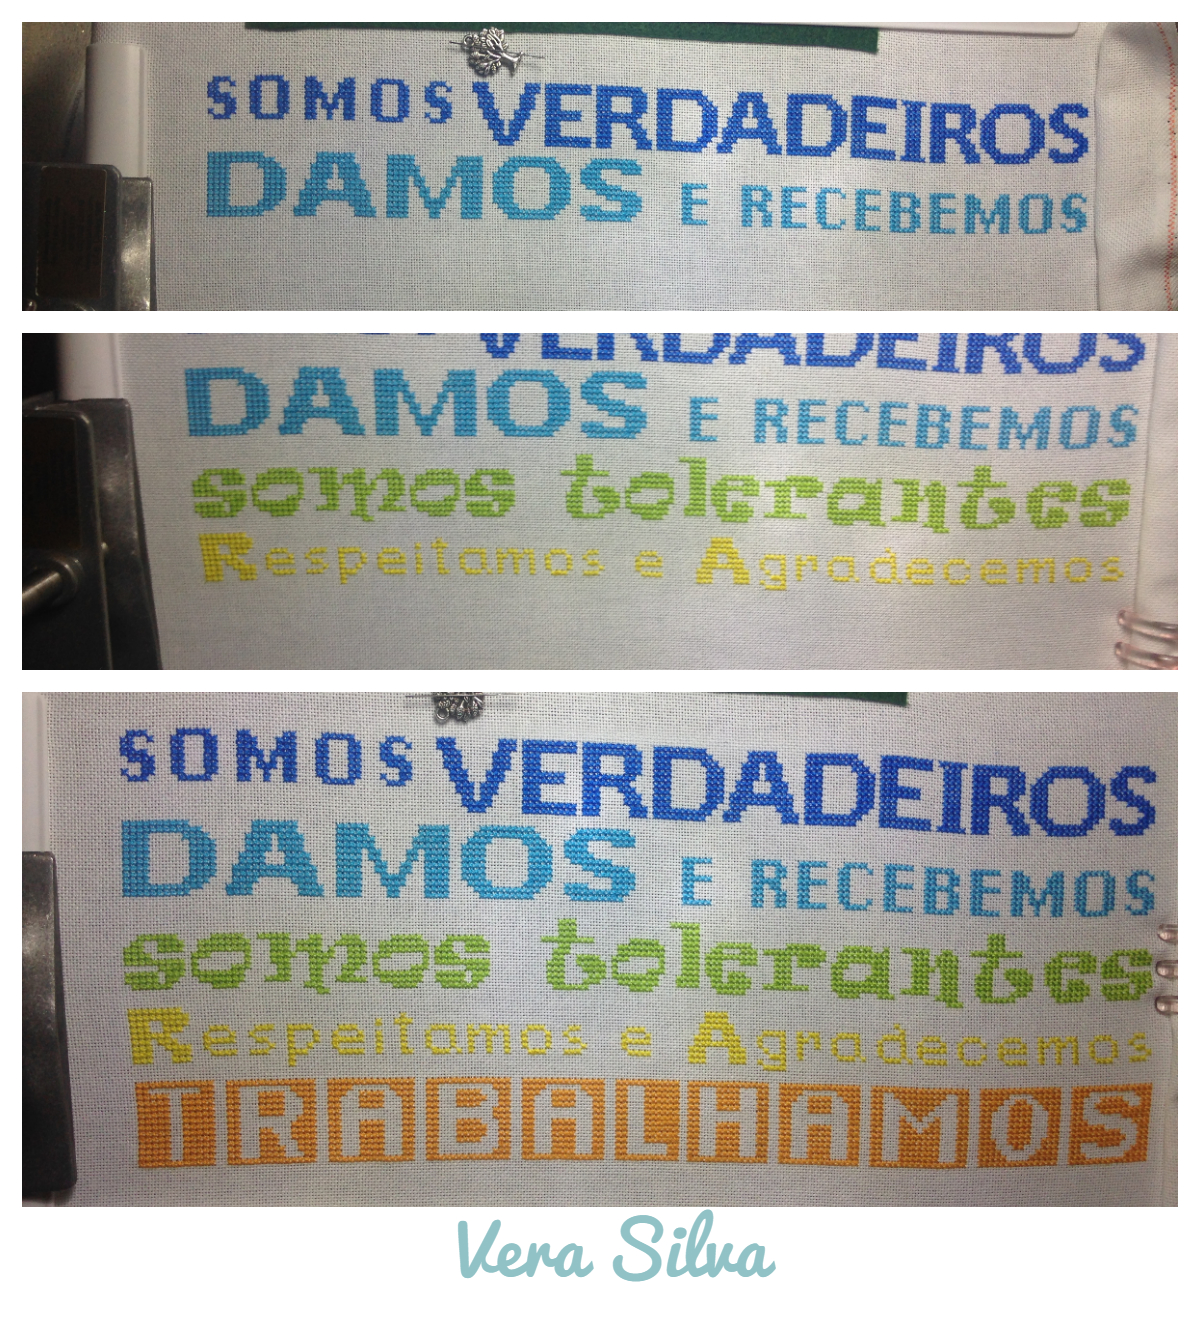 SOMOS VERDADEIROS
DAMOS E RECEBEMOS
VERDADEIROS
DAMOS E RECEBEMOS
somos tolerantes
Respeitamos e Agradecemos
SOMOS VERDADEIROS
DAMOS E RECEBEMOS
somos tolerantes
Respeitamos e Agradecemos
TRABALHAMOS
Vera Silva